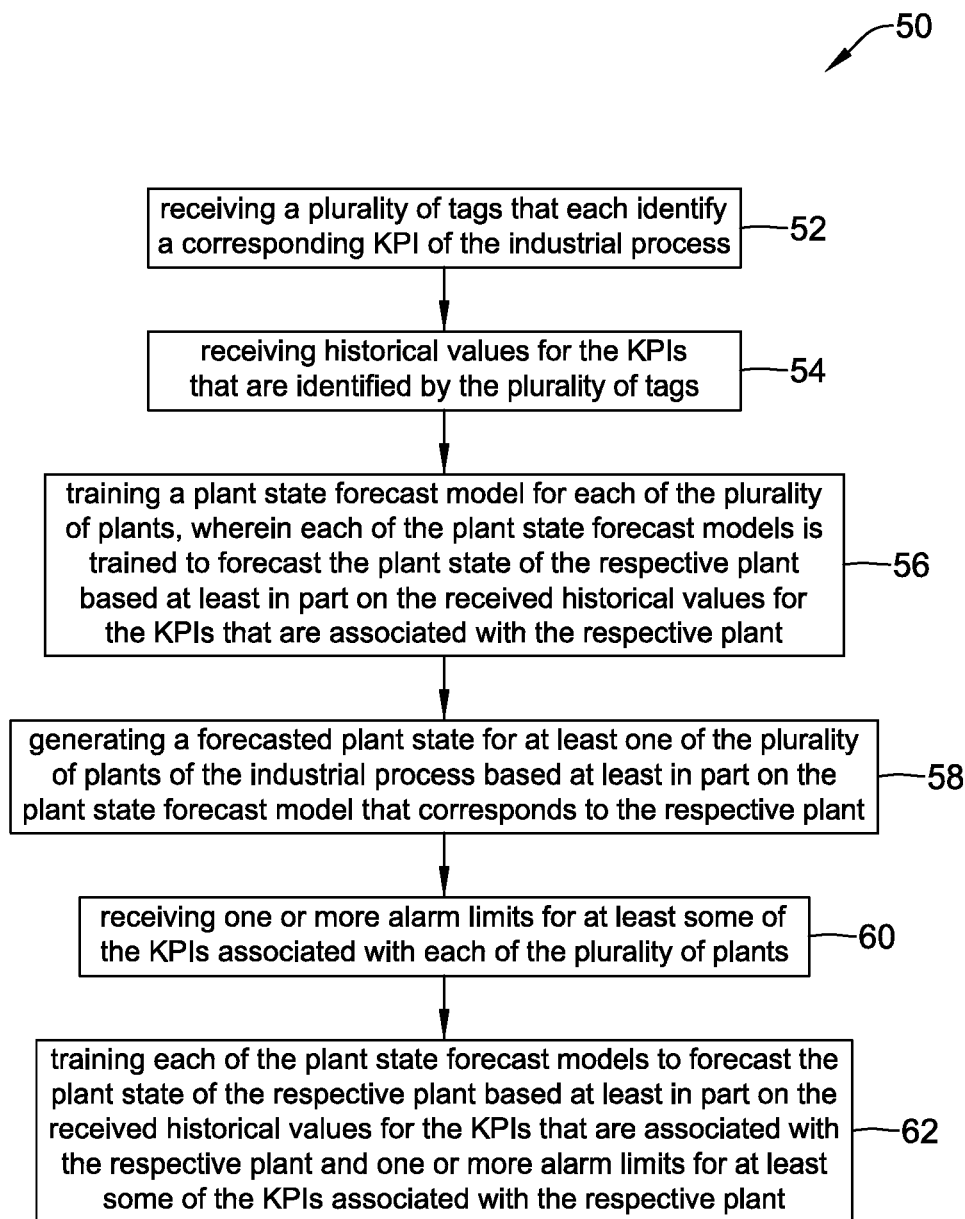 50
receiving a plurality of tags that each identify
a corresponding KPI of the industrial process
52
receiving historical values for the KPIs
that are identified by the plurality of tags
54
training a plant state forecast model for each of the plurality
of plants, wherein each of the plant state forecast models is
trained to forecast the plant state of the respective plant
based at least in part on the received historical values for
the KPIs that are associated with the respective plant
56
generating a forecasted plant state for at least one of the plurality
of plants of the industrial process based at least in part on the
plant state forecast model that corresponds to the respective plant
58
receiving one or more alarm limits for at least some of
the KPIs associated with each of the plurality of plants
60
training each of the plant state forecast models to forecast the
plant state of the respective plant based at least in part on the
received historical values for the KPIs that are associated with
the respective plant and one or more alarm limits for at least
some of the KPIs associated with the respective plant
62